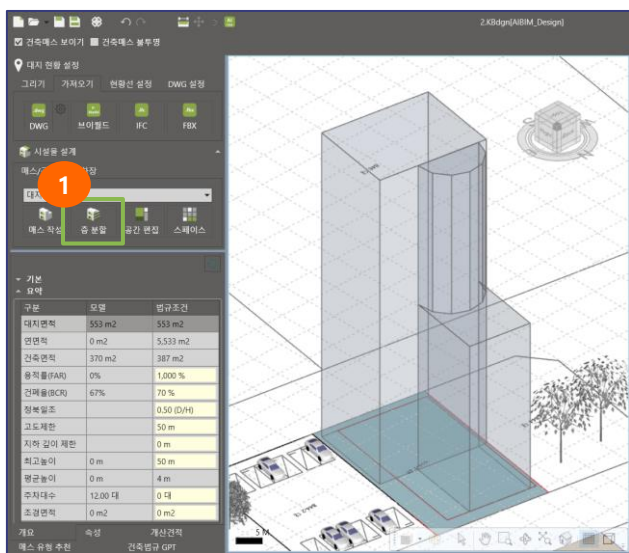 2.KBdgn[AIBIM_Design]
건축매스 보이기 건축매스 불투명
대지 현황 설정
그리기 가져오기 현황선 설정 DWG 설정
DWG 브이월드 IFC FBX
시설물 설계
1
매스 작성 층 분할 공간 편집 스페이스
기본
요약
구분 모델 법규조건
대지면적 553 m2 553 m2
연면적 0 m2 5,533 m2
건축면적 370 m2 387 m2
용적률(FAR) 0% 1,000 %
건폐율(BCR) 67% 70 %
정북일조 0.50 (D/H)
고도제한 50 m
지하 깊이 제한 0 m
최고높이 0 m 50 m
평균높이 0 m 4 m
주차대수 12.00 대 0 대
조경면적 0 m2 0 m2
개요 속성 개산견적
매스 유형 추천 건축법규 GPT
5 M